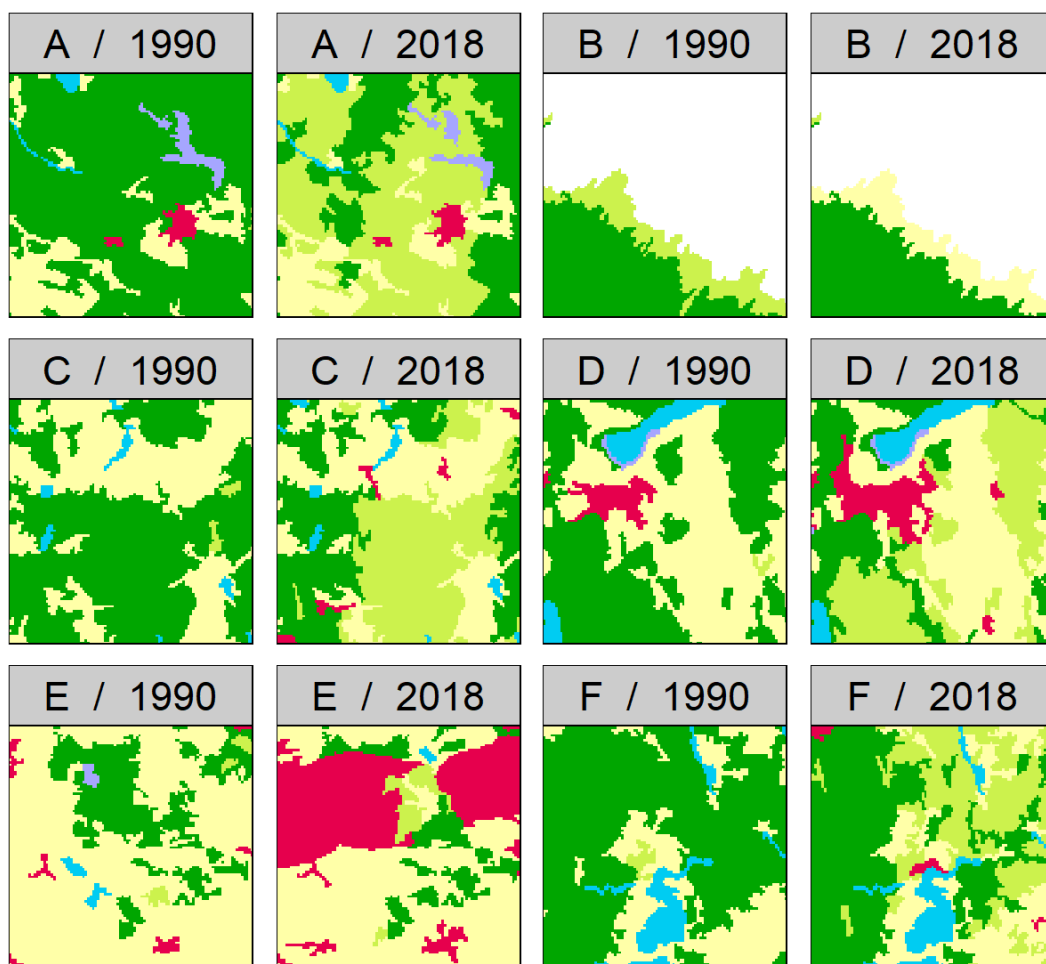 A / 1990
A / 2018
B / 1990
B / 2018
C / 1990
C / 2018
D / 1990
D / 2018
E / 1990
E / 2018
F / 1990
F / 2018